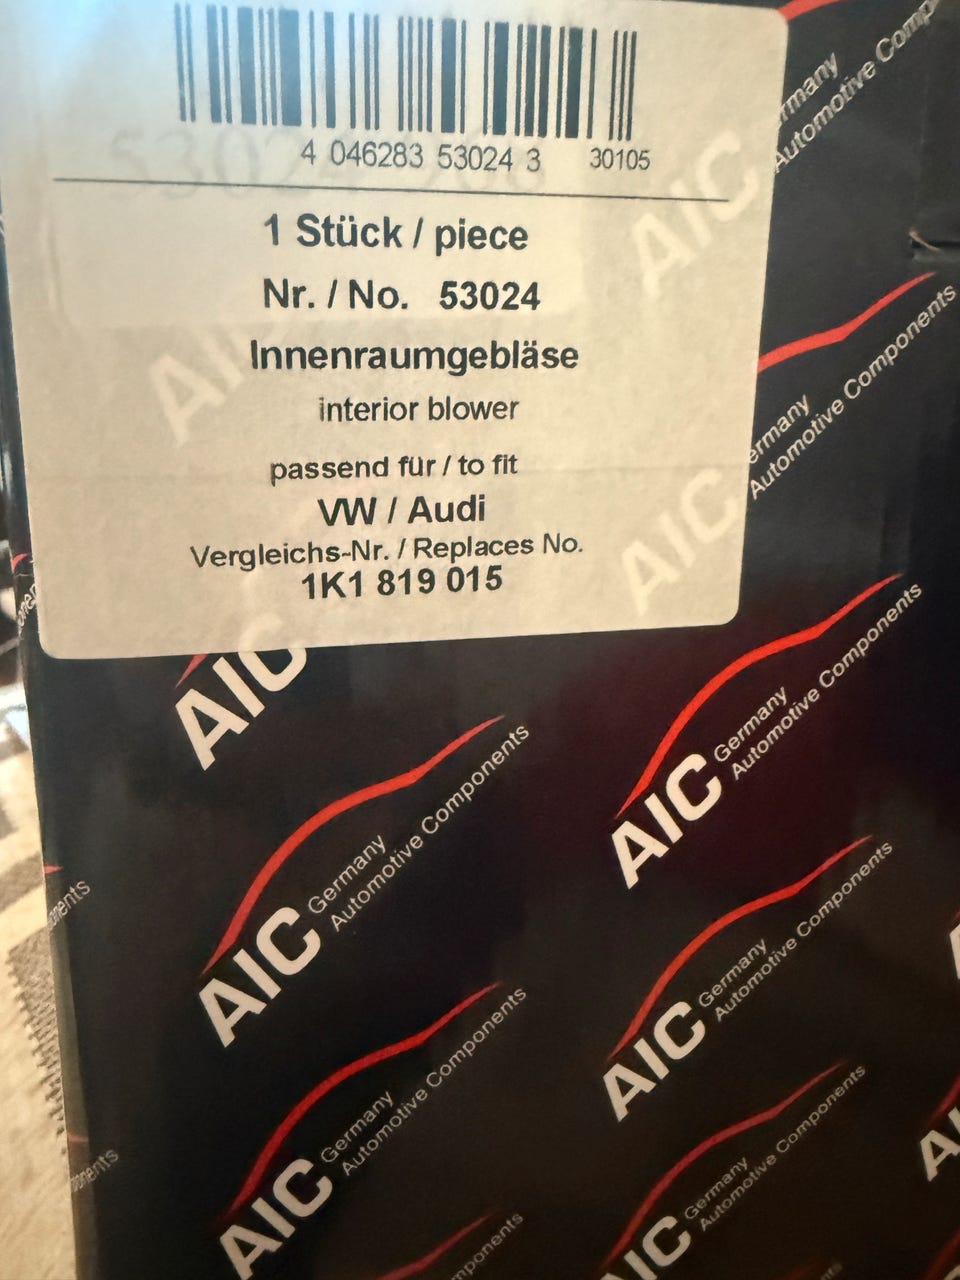 4 046283 53024 3 30105
1 Stück / piece
Nr. / No. 53024
Innenraumgebläse
interior blower
passend für / to fit
VW / Audi
Vergleichs-Nr. / Replaces No.
1K1 819 015
AIC
Germany
Automotive Components
AIC
Germany
Automotive Components
AIC
AIC
AIC
Germany
Automotive Components
AIC
Germany
Automotive Components
AIC
Germany
Automotive Components
AIC
Germany
Automotive Components
AIC
Germany
Automotive Components